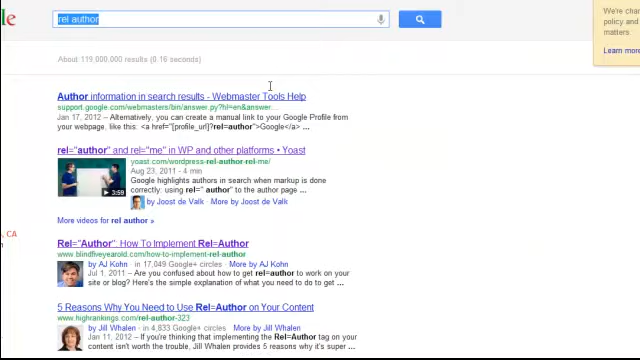 le
rel author
We're chan
policy and
matters.
Learn more
About 119,000,000 results (0.16 seconds)
Author information in search results - Webmaster Tools Help
support.google.com/webmasters/bin/answer.py?hl=en&answer...
Jan 17, 2012 – Alternatively, you can create a manual link to your Google Profile from
your webpage, like this: <a href="[profile_url]?rel=author">Google</a> ...
rel="author" and rel="me" in WP and other platforms • Yoast
yoast.com/wordpress-rel-author-rel-me/
Aug 23, 2011 - 4 min
Google highlights authors in search when markup is done
correctly: using rel=" author" to the author page ...
3:59
by Joost de Valk - More by Joost de Valk
More videos for rel author »
, CA
n
Rel="Author": How To Implement Rel=Author
www.blindfiveyearold.com/how-to-implement-rel-author
by AJ Kohn - in 17,049 Google+ circles - More by AJ Kohn
Jul 1, 2011 – Are you confused about how to get rel=author to work on your
site or blog? Here's the simple explanation of what you need to do to get ...
5 Reasons Why You Need to Use Rel=Author on Your Content
www.highrankings.com/rel-author-323
by Jill Whalen - in 4,833 Google+ circles More by Jill Whalen
Jan 11, 2012 – If you're thinking that implementing the Rel=Author tag on your
content isn't worth the trouble, Jill Whalen provides 5 reasons why it's super ...